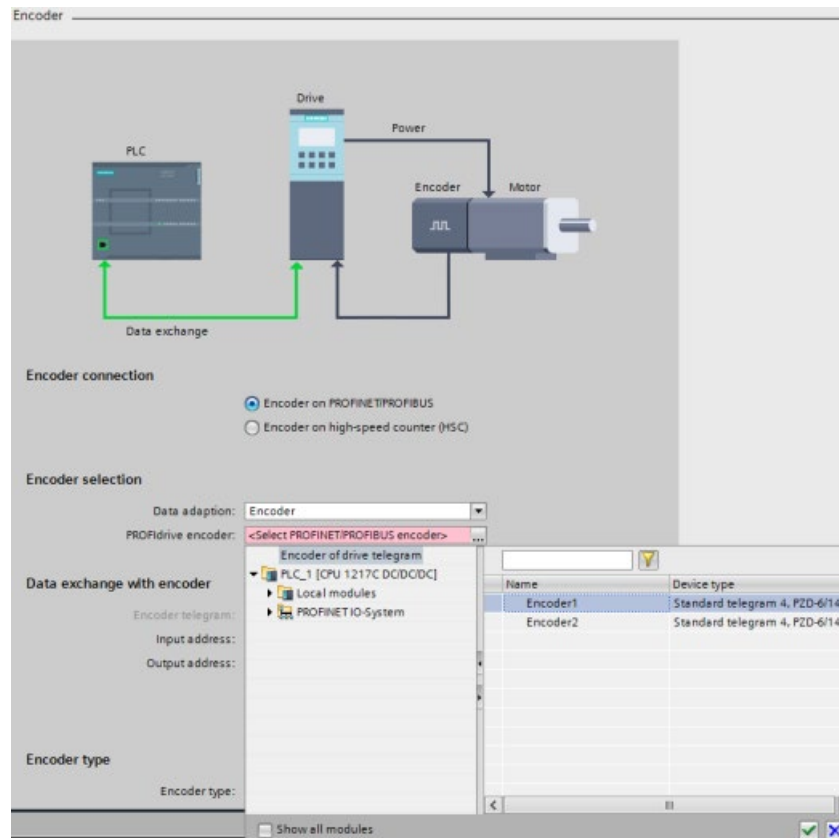 Encoder
Drive
Power
PLC
Encoder
Motor
Data exchange
Encoder connection
Encoder on PROFINET/PROFIBUS
Encoder on high-speed counter (HSC)
Encoder selection
Data adaption: Encoder
PROFIdrive encoder: <Select PROFINET/PROFIBUS encoder> ...
Encoder of drive telegram
PLC_1 [CPU 1217C DC/DC/DC]
Name Device type
Data exchange with encoder
Local modules
Encoder1 Standard telegram 4, PZD-6/14
Encoder telegram:
PROFINET IO-System
Encoder2 Standard telegram 4, PZD-6/14
Input address:
Output address:
Encoder type
Encoder type:
Show all modules